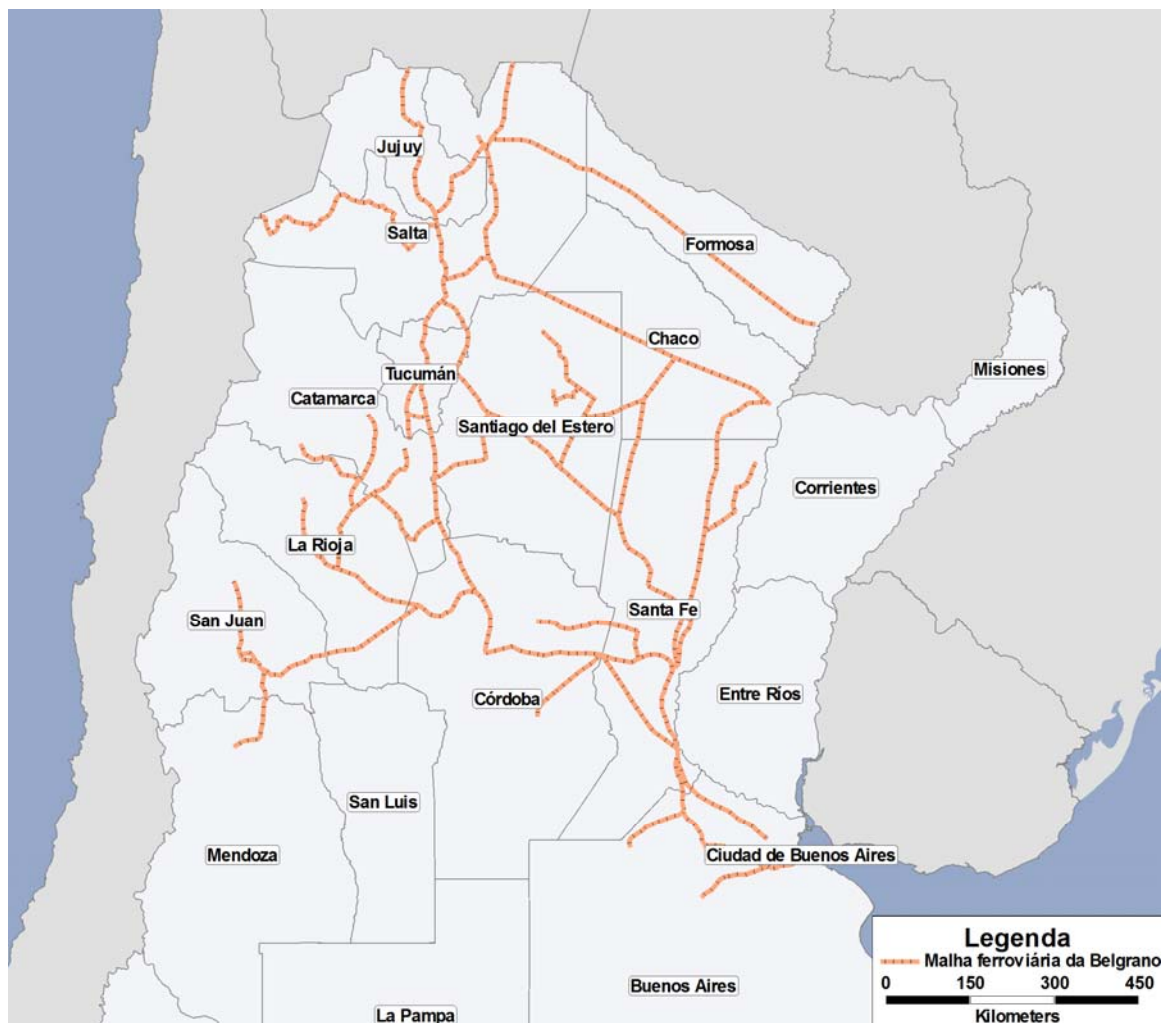 Jujuy
Salta
Formosa
Chaco
Misiones
Tucumán
Catamarca
Santiago del Estero
Corrientes
La Rioja
Santa Fe
San Juan
Córdoba
Entre Ríos
San Luis
Mendoza
Ciudad de Buenos Aires
Legenda
Malha ferroviária da Belgrano
0 150 300 450
Kilometers
Buenos Aires
La Pampa